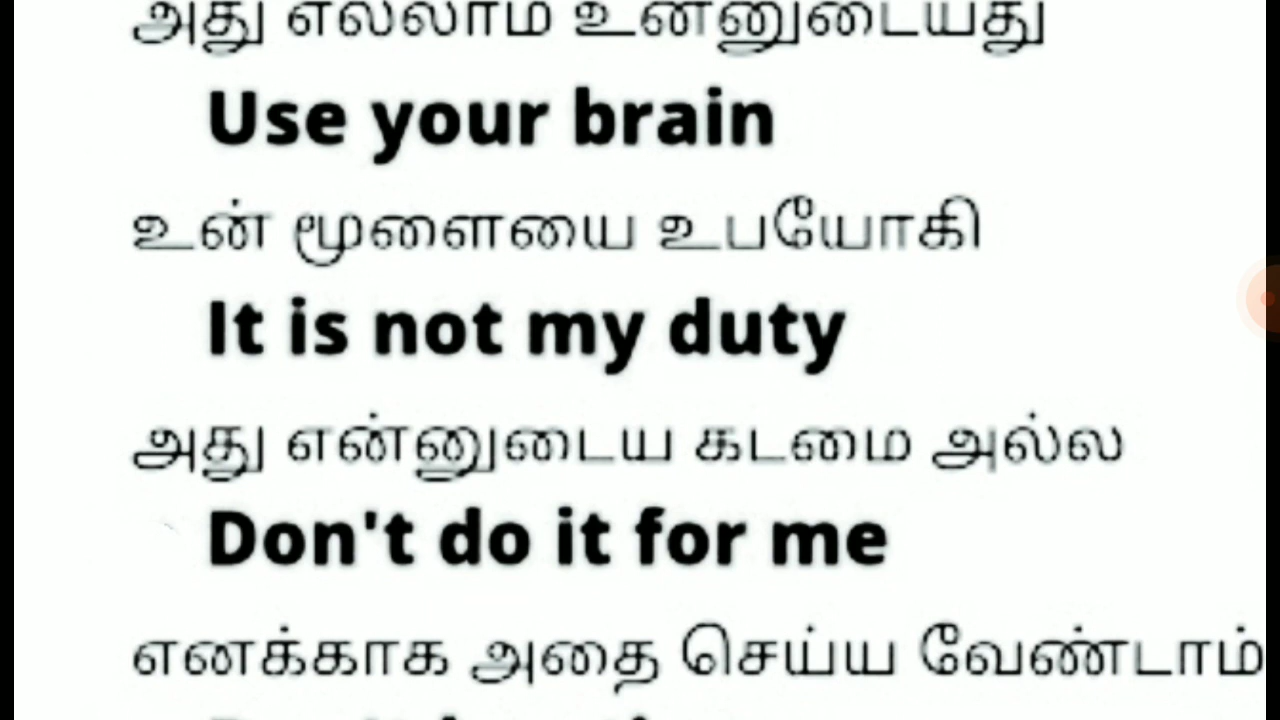 அது எல்லாம் உன்னுடையது
Use your brain
உன் மூளையை உபயோகி
It is not my duty
அது என்னுடைய கடமை அல்ல
Don't do it for me
எனக்காக அதை செய்ய வேண்டாம்